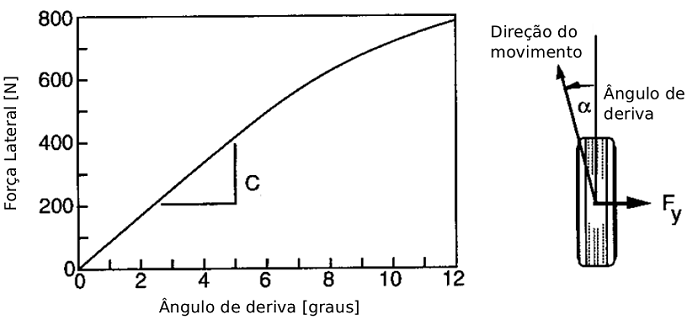 800
600
400
200
0
0 2 4 6 8 10 12
Força Lateral [N]
Ângulo de deriva [graus]
C
Direção do
movimento
Ângulo de
deriva
α
Fy